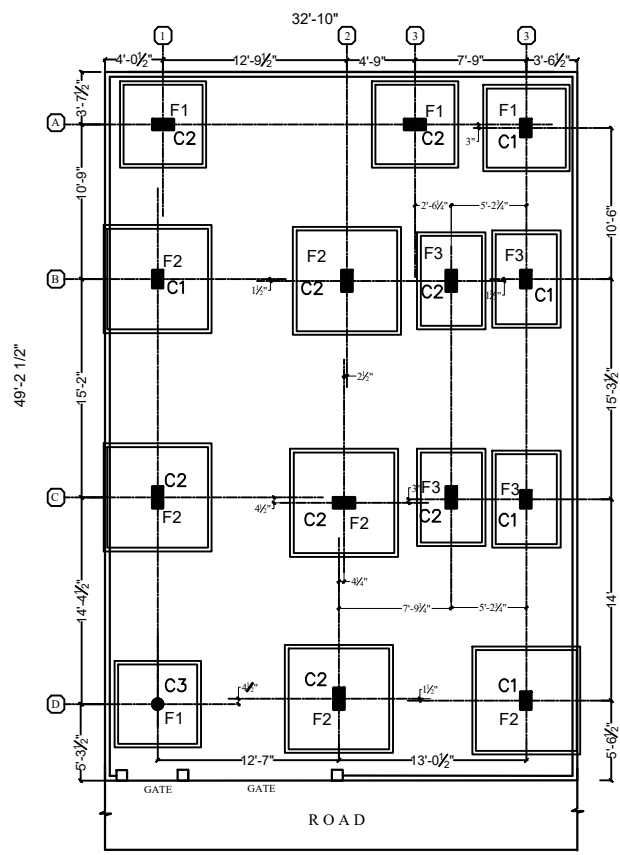 32'-10"
1 2 3 3
4'-0½" 12'-9½" 4'-9" 7'-9" 3'-6½"
3'-7½"
A F1 F1 F1
C2 C2 C1
3"
10'-9" 10'-6"
2'-6¼" 5'-2¾"
B F2 F2 F3 F3
C1 C2 C2 C1
1½" 1½"
49'-2 1/2"
2½"
15'-2" 15'-3½"
C C2 F3 F3
3"
F2 C2 F2 C2 C1
4½"
4¼"
14'-4½" 14'
7'-9¾" 5'-2¾"
C3 C2 C1
4½" 1½"
D F1 F2 F2
5'-3½" 5'-6½"
12'-7" 13'-0½"
GATE GATE
ROAD